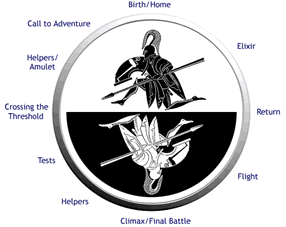 Birth/Home
Call to Adventure
Elixir
Helpers/
Amulet
Crossing the
Threshold
Return
Tests
Flight
Helpers
Climax/Final Battle